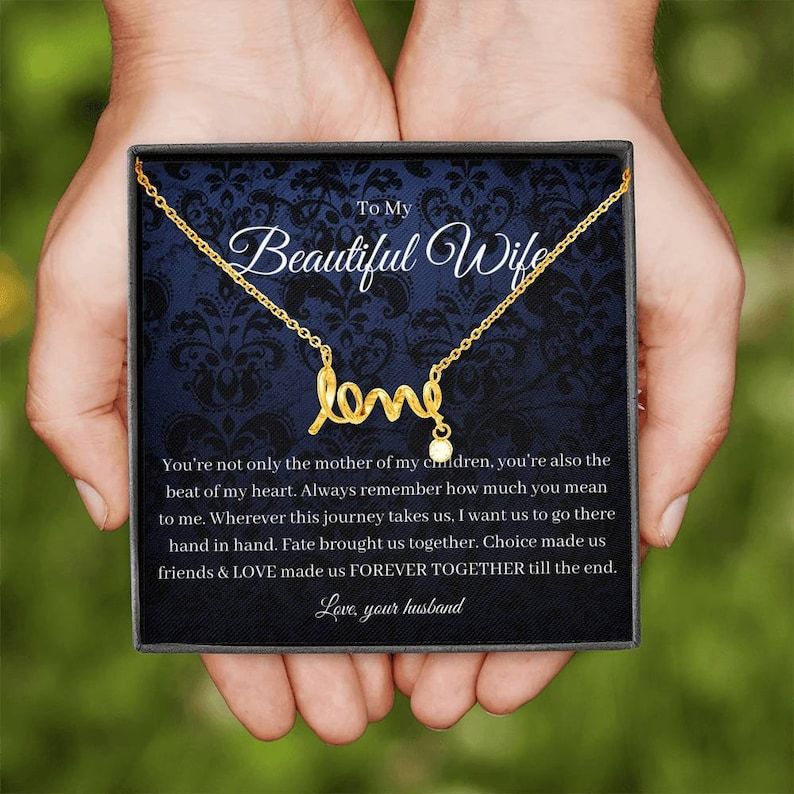 To My
Beautiful Wife
love
You're not only the mother of my children, you're also the
beat of my heart. Always remember how much you mean
to me. Wherever this journey takes us, I want us to go there
hand in hand. Fate brought us together. Choice made us
friends & LOVE made us FOREVER TOGETHER till the end.
Love, your husband